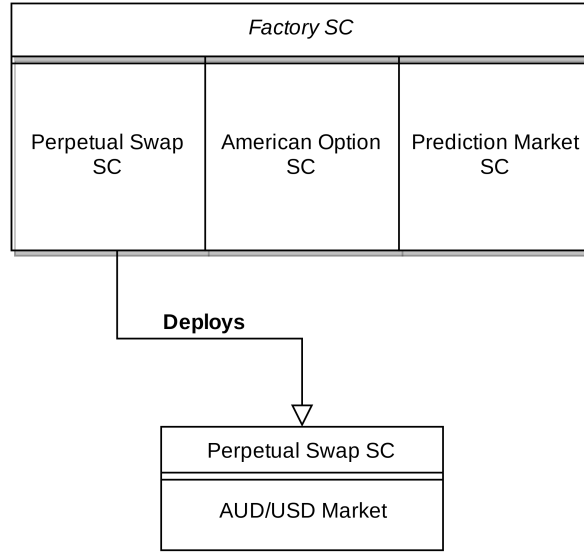 Factory SC
Perpetual Swap
SC
American Option
SC
Prediction Market
SC
Deploys
Perpetual Swap SC
AUD/USD Market